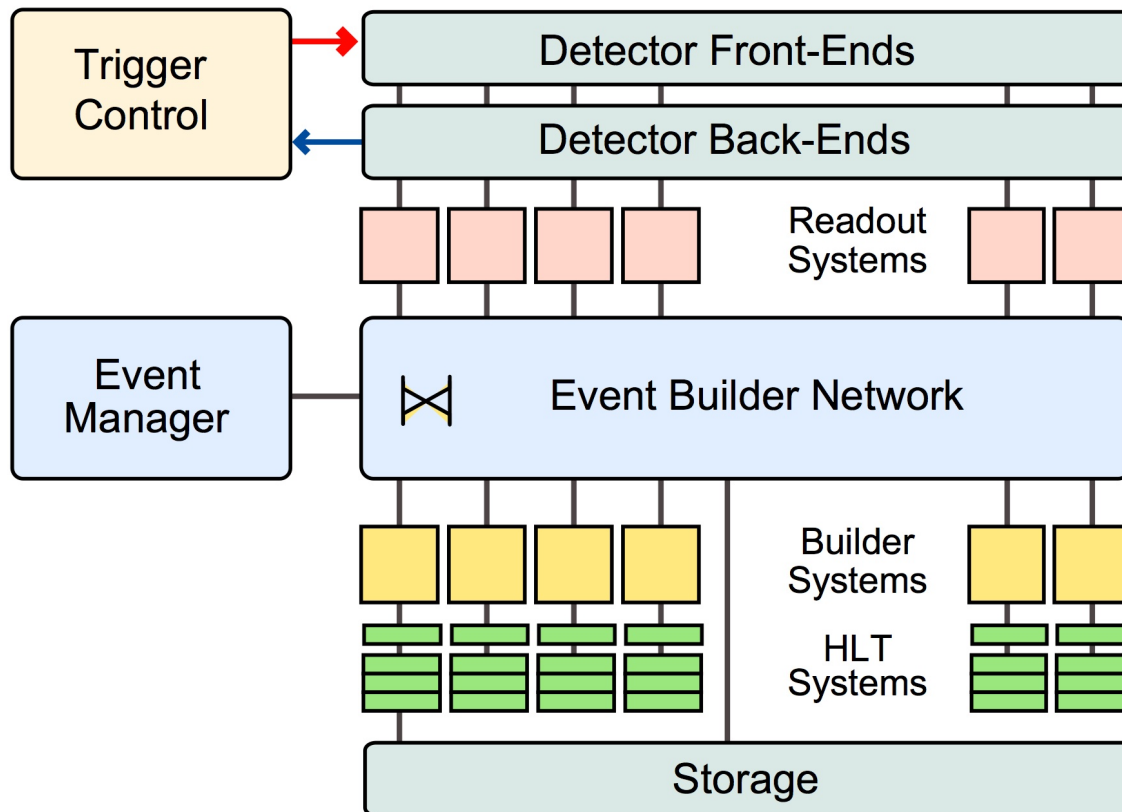 Trigger
Control
Detector Front-Ends
Detector Back-Ends
Readout
Systems
Event
Manager
Event Builder Network
Builder
Systems
HLT
Systems
Storage